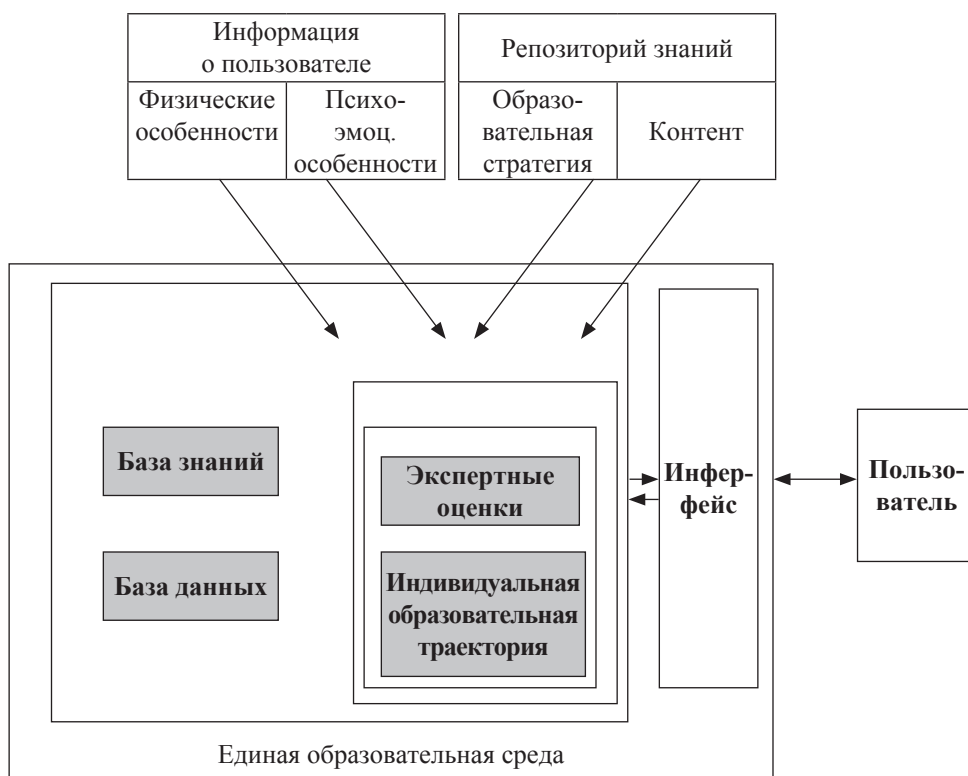 Информация
о пользователе
Репозиторий знаний
Физические
особенности
Психо-
эмоц.
особенности
Образо-
вательная
стратегия
Контент
База знаний
База данных
Экспертные
оценки
Индивидуальная
образовательная
траектория
Инфер-
фейс
Пользо-
ватель
Единая образовательная среда